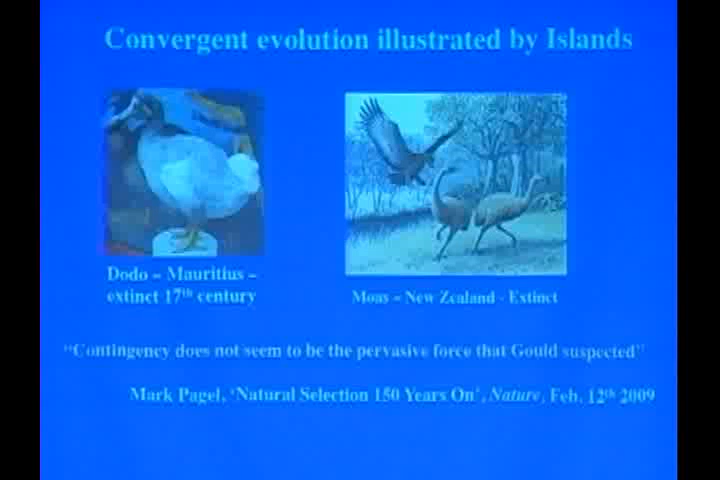 Convergent evolution illustrated by Islands
Dodo – Mauritius –
extinct 17th century
Moas – New Zealand - Extinct
"Contingency does not seem to be the pervasive force that Gould suspected"
Mark Pagel, 'Natural Selection 150 Years On', Nature, Feb. 12th 2009